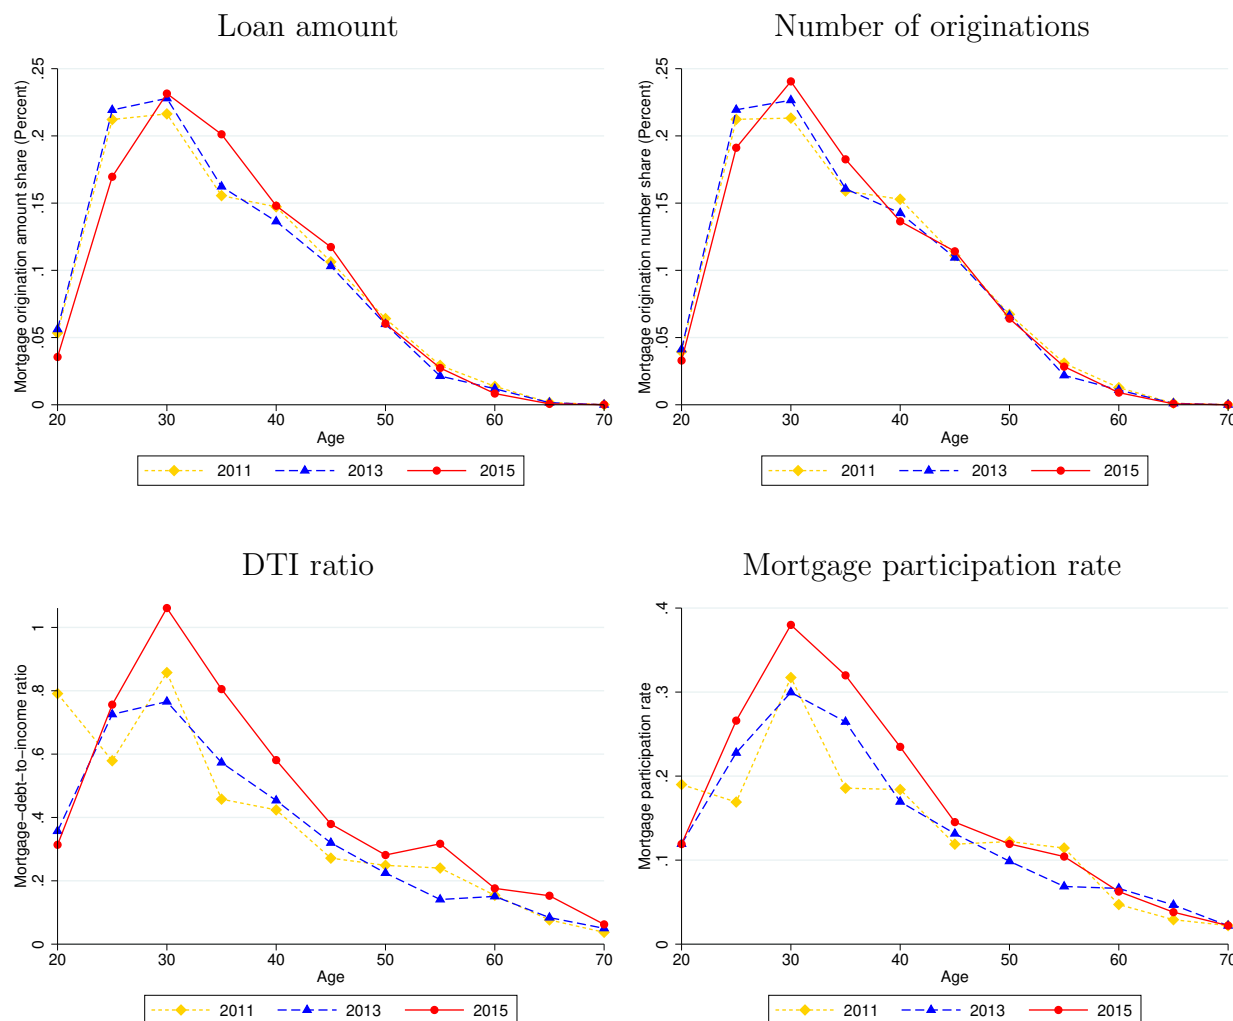 Loan amount
Mortgage origination amount share (Percent)
0 .05 .1 .15 .2 .25
20 30 40 50 60 70
Age
2011 2013 2015
Number of originations
Mortgage origination number share (Percent)
0 .05 .1 .15 .2 .25
20 30 40 50 60 70
Age
2011 2013 2015
DTI ratio
Mortgage−debt−to−income ratio
0 .2 .4 .6 .8 1
20 30 40 50 60 70
Age
2011 2013 2015
Mortgage participation rate
Mortgage participation rate
0 .1 .2 .3 .4
20 30 40 50 60 70
Age
2011 2013 2015